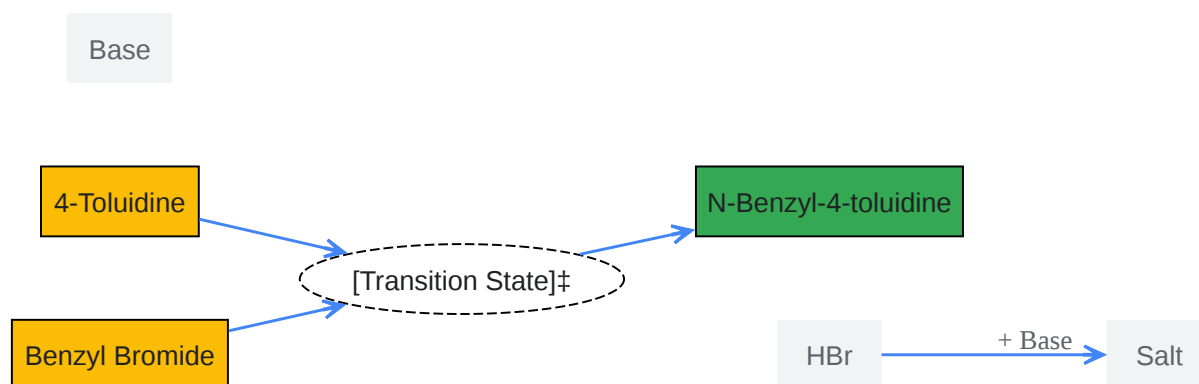 Base
4-Toluidine
N-Benzyl-4-toluidine
[Transition State]‡
Benzyl Bromide
HBr
+ Base
Salt